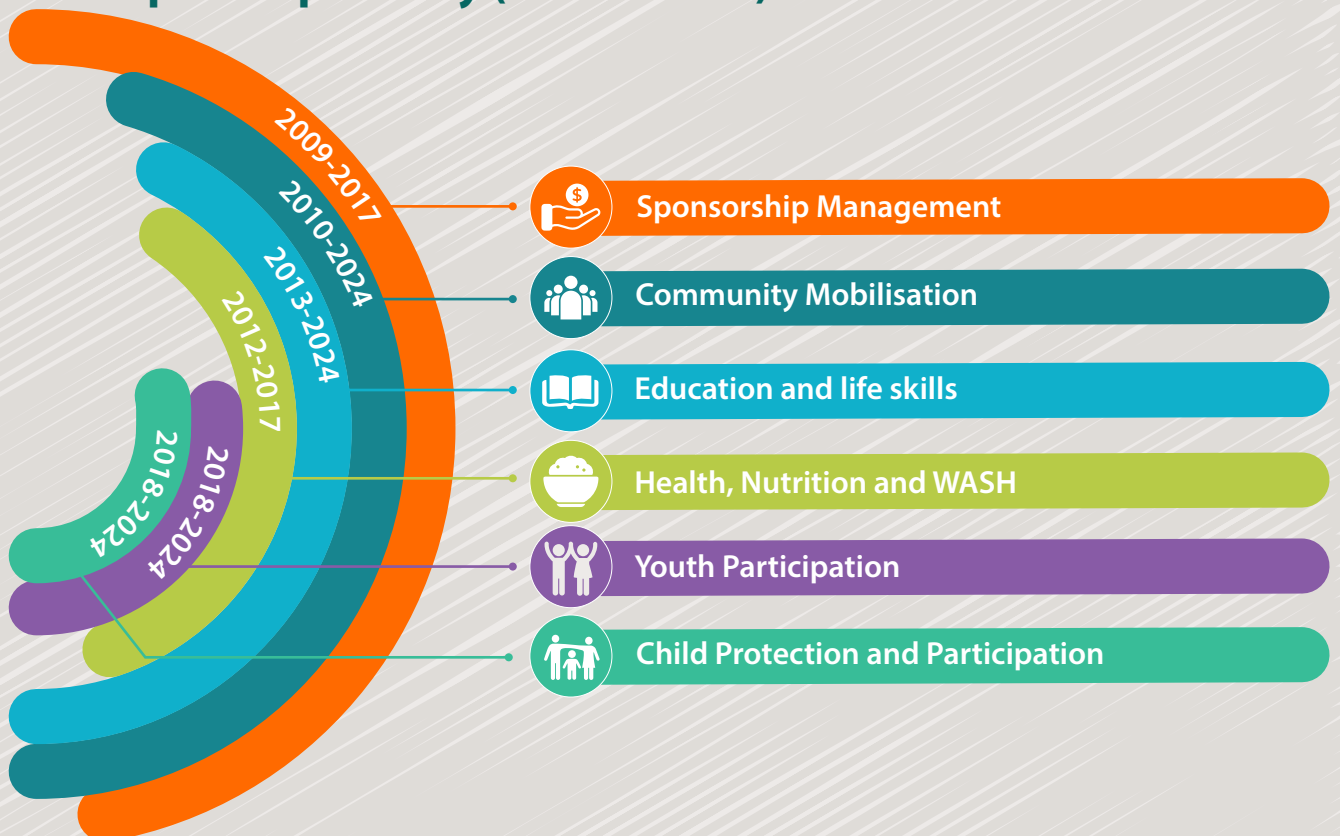 2009-2017
2010-2024
2013-2024
2012-2017
2018-2024
2018-2024
$
Sponsorship Management
Community Mobilisation
Education and life skills
Health, Nutrition and WASH
Youth Participation
Child Protection and Participation